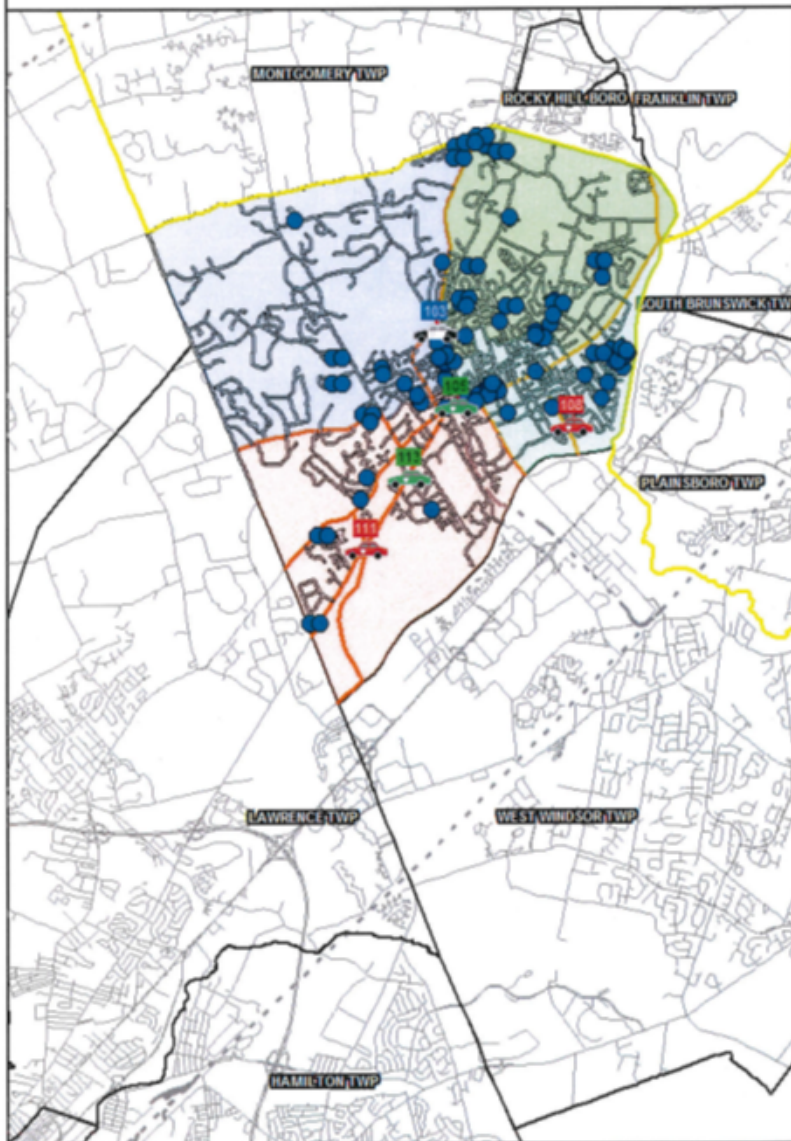 MONTGOMERY TWP
ROCKY HILL BORO
FRANKLIN TWP
103
SOUTH BRUNSWICK TW
105
108
113
PLAINSBORO TWP
111
LAWRENCE TWP
WEST WINDSOR TWP
HAMILTON TWP